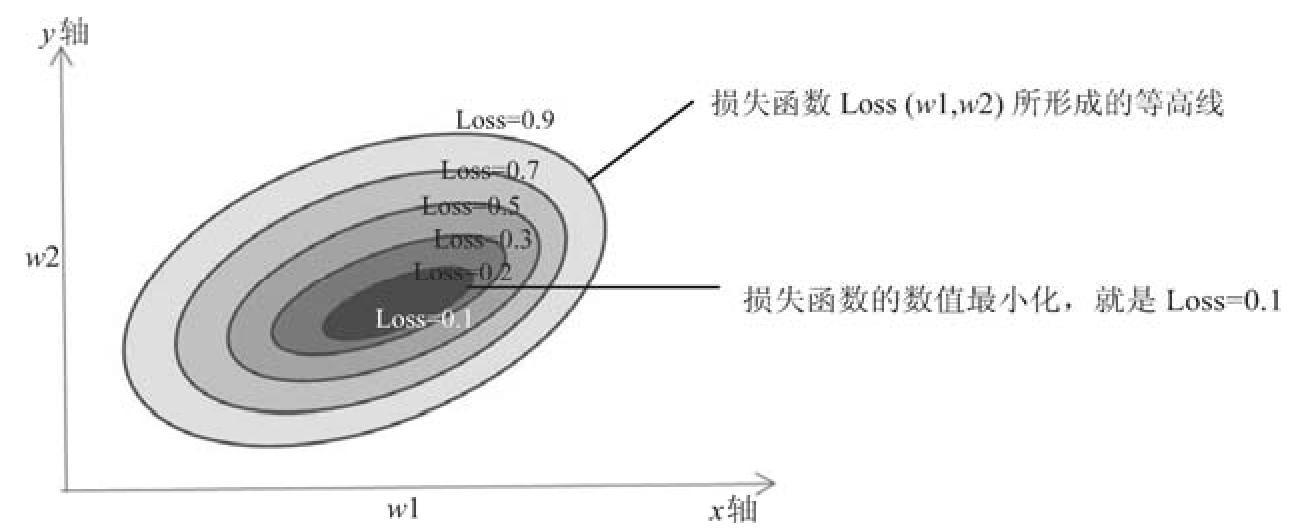 y轴
Loss=0.9
损失函数 Loss (w1,w2) 所形成的等高线
Loss=0.7
Loss=0.5
Loss=0.3
w2
Loss=0.2
损失函数的数值最小化，就是 Loss=0.1
Loss=0.1
w1
x轴